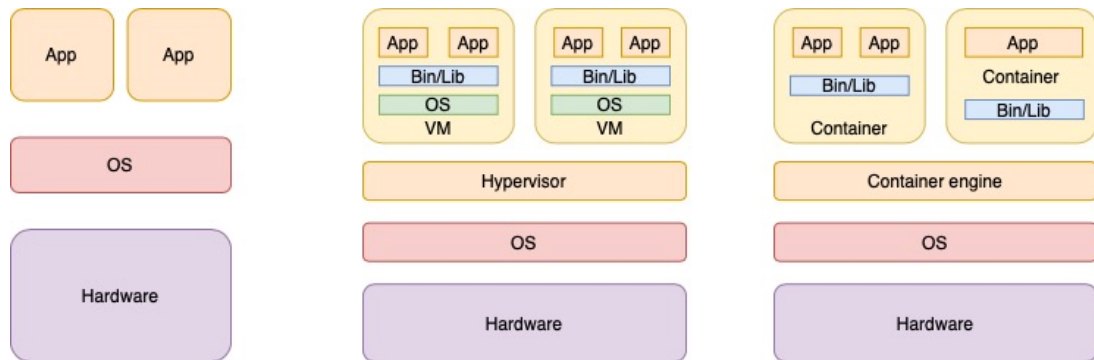 App
App
OS
Hardware
App
App
Bin/Lib
OS
VM
App
App
Bin/Lib
OS
VM
Hypervisor
OS
Hardware
App
App
Bin/Lib
Container
App
Container
Bin/Lib
Container engine
OS
Hardware